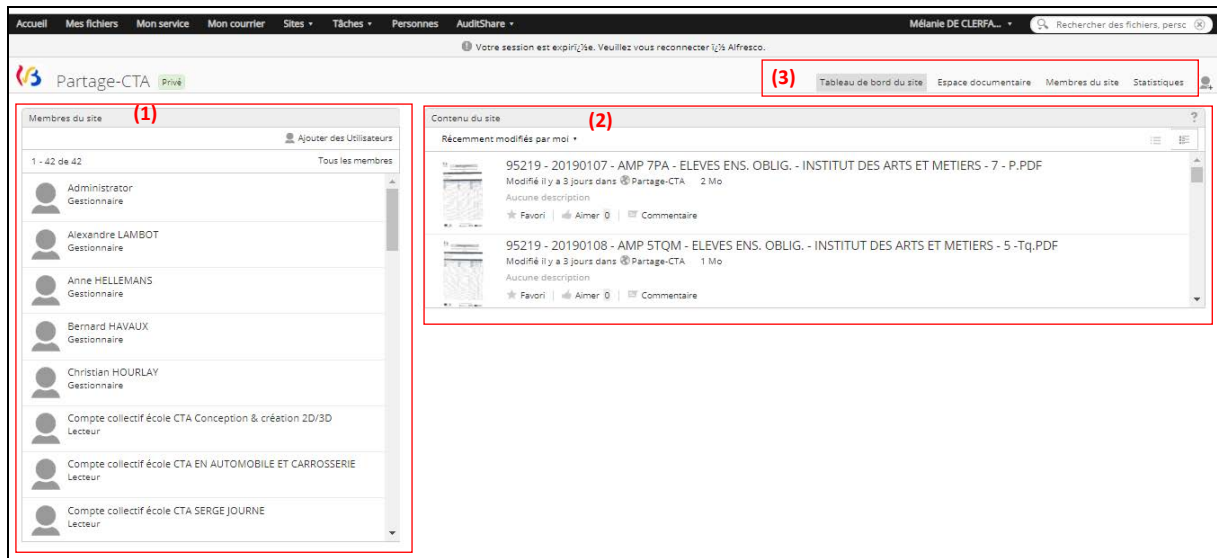 Accueil Mes fichiers Mon service Mon courrier Sites Tâches Personnes AuditShare Mélanie DE CLERFA... Rechercher des fichiers, persc
Votre session est expirï¿½e. Veuillez vous reconnecter ï¿½ Alfresco.
Partage-CTA Privé
(3) Tableau de bord du site Espace documentaire Membres du site Statistiques
Membres du site (1)
Ajouter des Utilisateurs
1 - 42 de 42 Tous les membres
Administrator
Gestionnaire
Alexandre LAMBOT
Gestionnaire
Anne HELLEMANS
Gestionnaire
Bernard HAVAUX
Gestionnaire
Christian HOURLAY
Gestionnaire
Compte collectif école CTA Conception & création 2D/3D
Lecteur
Compte collectif école CTA EN AUTOMOBILE ET CARROSSERIE
Lecteur
Compte collectif école CTA SERGE JOURNE
Lecteur
Contenu du site (2) ?
Récemment modifiés par moi
95219 - 20190107 - AMP 7PA - ELEVES ENS. OBLIG. - INSTITUT DES ARTS ET METIERS - 7 - P.PDF
Modifié il y a 3 jours dans Partage-CTA 2 Mo
Aucune description
Favori Aimer 0 Commentaire
95219 - 20190108 - AMP 5TQM - ELEVES ENS. OBLIG. - INSTITUT DES ARTS ET METIERS - 5 -Tq.PDF
Modifié il y a 3 jours dans Partage-CTA 1 Mo
Aucune description
Favori Aimer 0 Commentaire